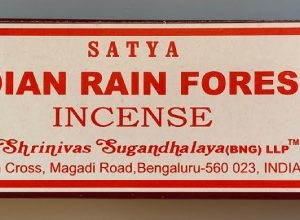 SATYA
DIAN RAIN FORES
INCENSE
Shrinivas Sugandhalaya(BNG) LLP™
Cross, Magadi Road, Bengaluru-560 023, INDIA